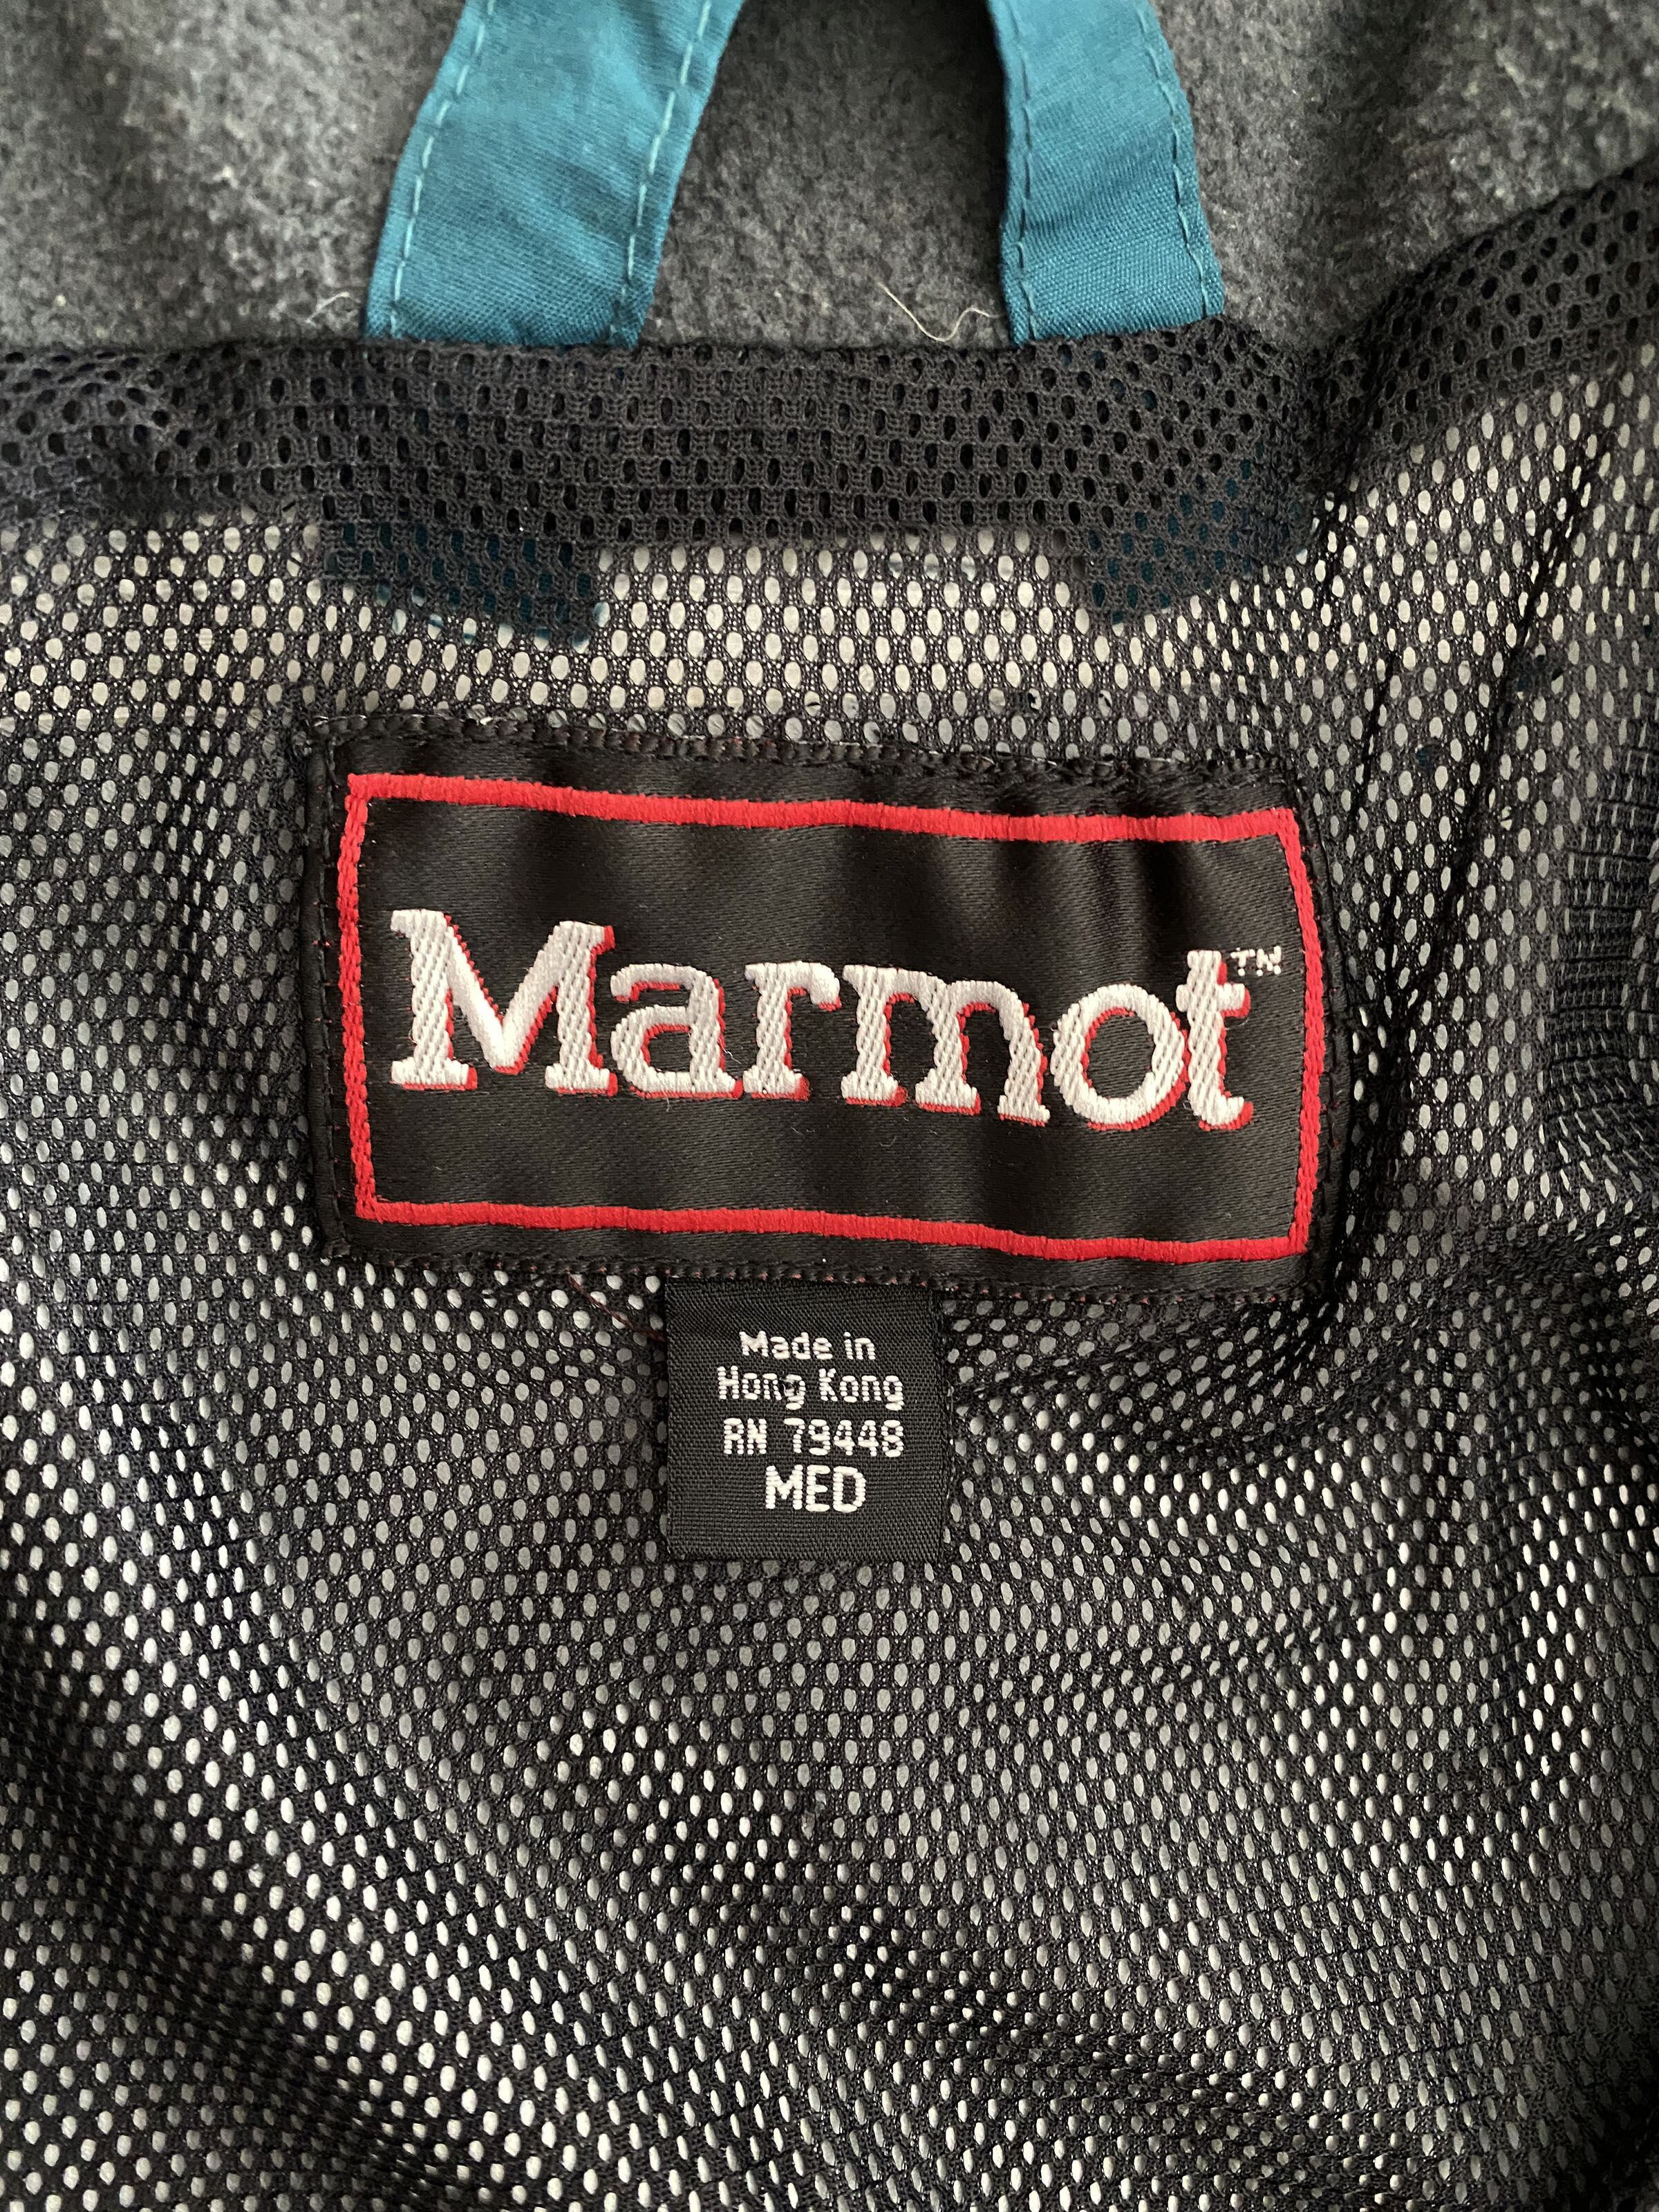 Marmot™
Made in
Hong Kong
RN 79448
MED